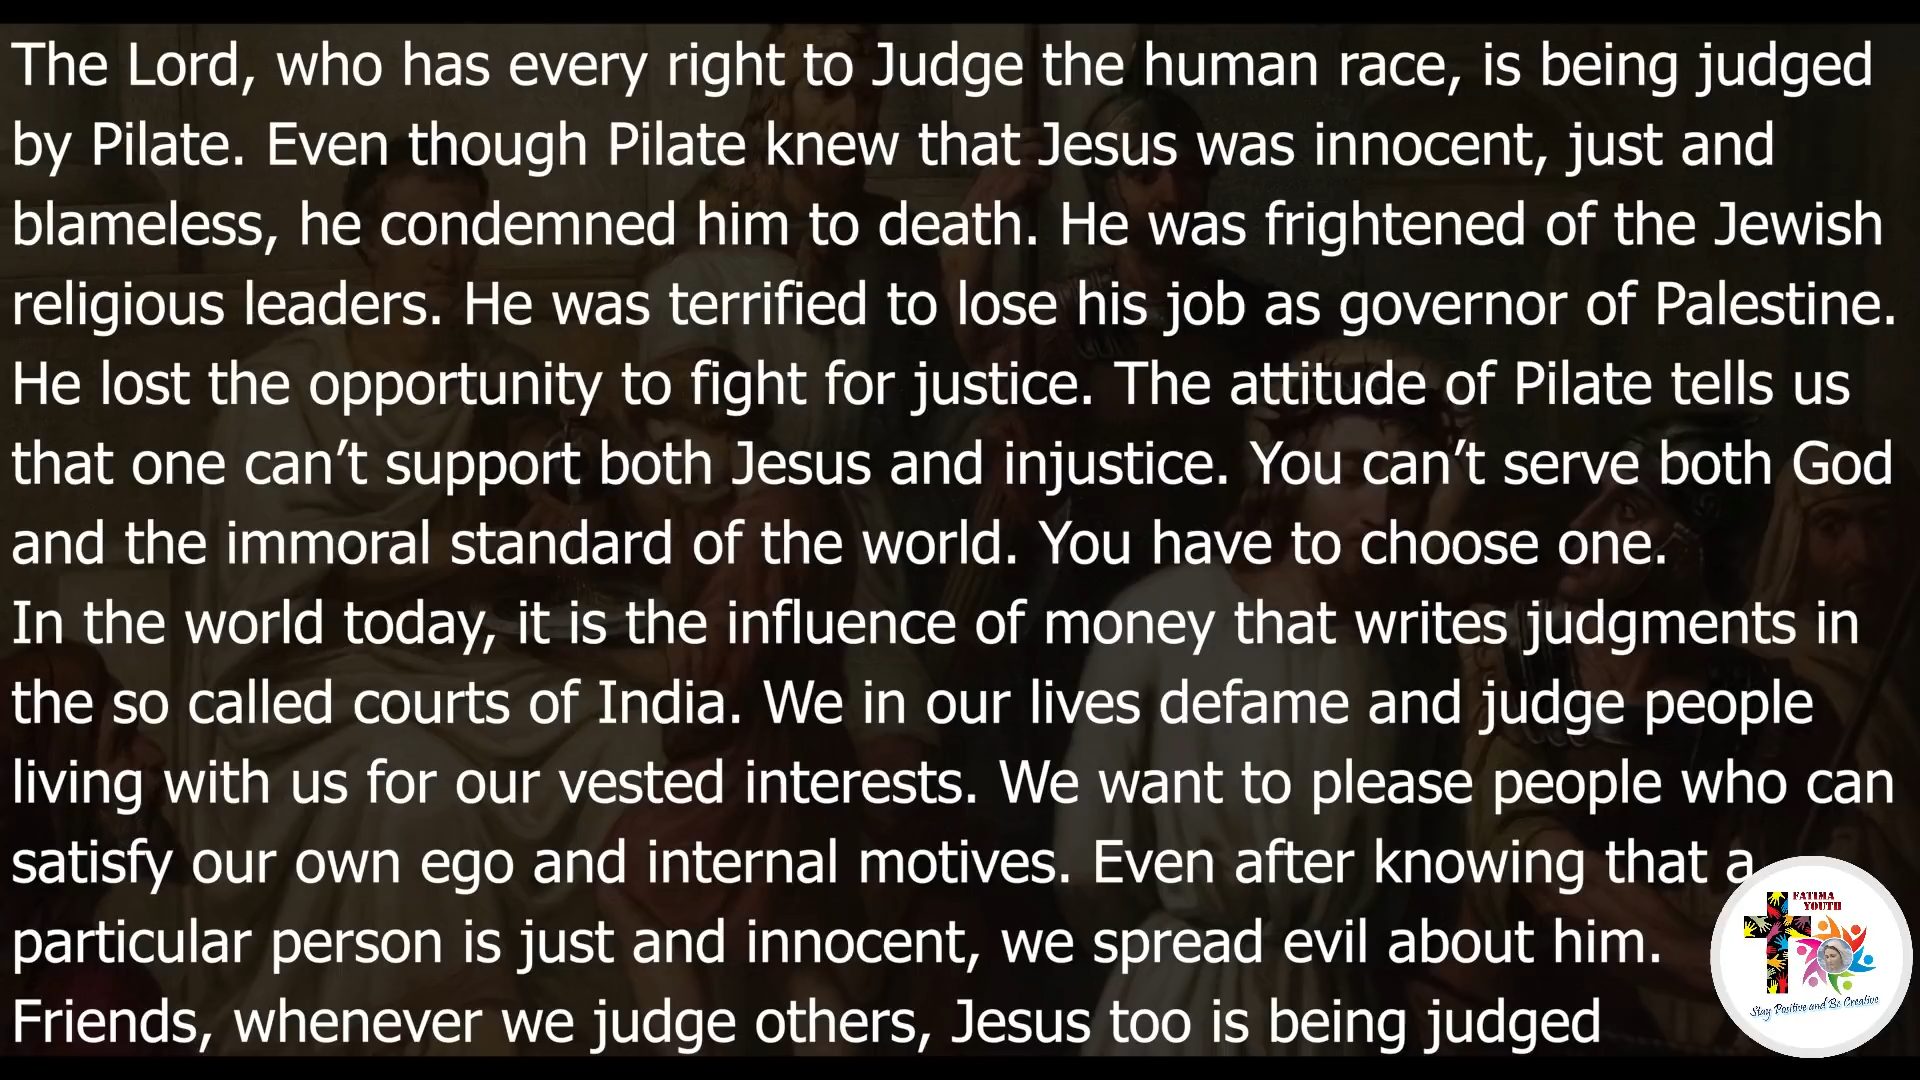 The Lord, who has every right to Judge the human race, is being judged
by Pilate. Even though Pilate knew that Jesus was innocent, just and
blameless, he condemned him to death. He was frightened of the Jewish
religious leaders. He was terrified to lose his job as governor of Palestine.
He lost the opportunity to fight for justice. The attitude of Pilate tells us
that one can’t support both Jesus and injustice. You can’t serve both God
and the immoral standard of the world. You have to choose one.
In the world today, it is the influence of money that writes judgments in
the so called courts of India. We in our lives defame and judge people
living with us for our vested interests. We want to please people who can
satisfy our own ego and internal motives. Even after knowing that a
particular person is just and innocent, we spread evil about him.
Friends, whenever we judge others, Jesus too is being judged
FATIMA
YOUTH
Stay Positive and Be Creative